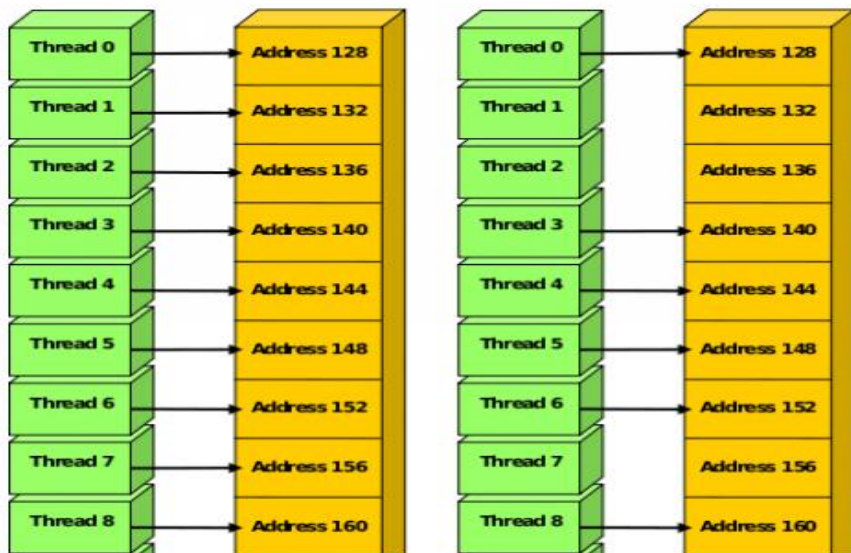 Thread 0 Address 128 Thread 0 Address 128
Thread 1 Address 132 Thread 1 Address 132
Thread 2 Address 136 Thread 2 Address 136
Thread 3 Address 140 Thread 3 Address 140
Thread 4 Address 144 Thread 4 Address 144
Thread 5 Address 148 Thread 5 Address 148
Thread 6 Address 152 Thread 6 Address 152
Thread 7 Address 156 Thread 7 Address 156
Thread 8 Address 160 Thread 8 Address 160